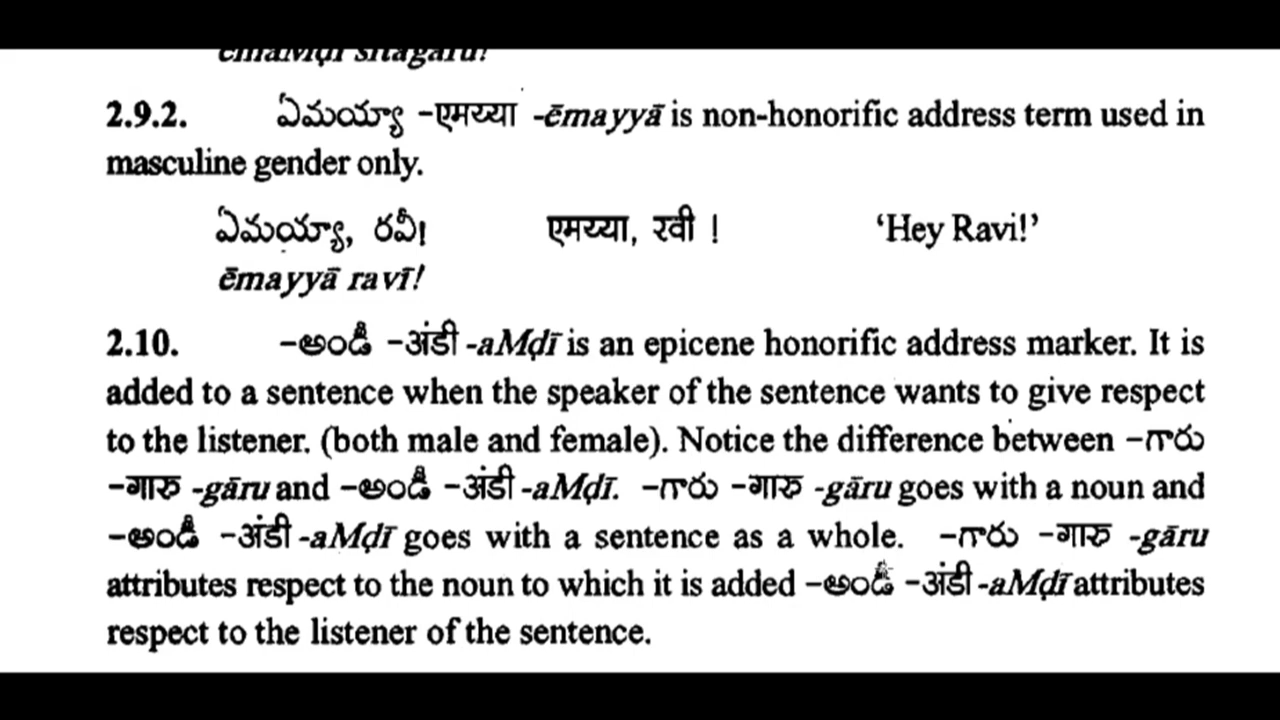 ēmaMḍī sītagāru!
2.9.2. ఏమయ్యా -एमय्या -ēmayyā is non-honorific address term used in
masculine gender only.
ఏమయ్యా, రవీ! एमय्या, रवी ! 'Hey Ravi!'
ēmayyā ravī!
2.10. -అండీ -अंडी -aMḍī is an epicene honorific address marker. It is
added to a sentence when the speaker of the sentence wants to give respect
to the listener. (both male and female). Notice the difference between -గారు
-गारु -gāru and -అండీ -अंडी -aMḍī. -గారు -गारु -gāru goes with a noun and
-అండీ -अंडी -aMḍī goes with a sentence as a whole. -గారు -गारु -gāru
attributes respect to the noun to which it is added -అండీ -अंडी -aMḍī attributes
respect to the listener of the sentence.